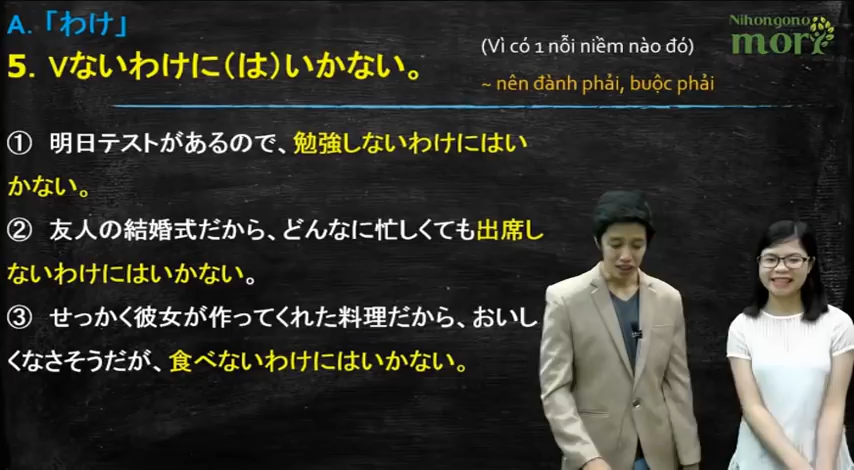 A. 「わけ」
5. Vないわけに（は）いかない。
(Vì có 1 nỗi niềm nào đó)
~ nên đành phải, buộc phải
Nihongono
mori
① 明日テストがあるので、勉強しないわけにはい
かない。
② 友人の結婚式だから、どんなに忙しくても出席し
ないわけにはいかない。
③ せっかく彼女が作ってくれた料理だから、おいし
くなさそうだが、食べないわけにはいかない。